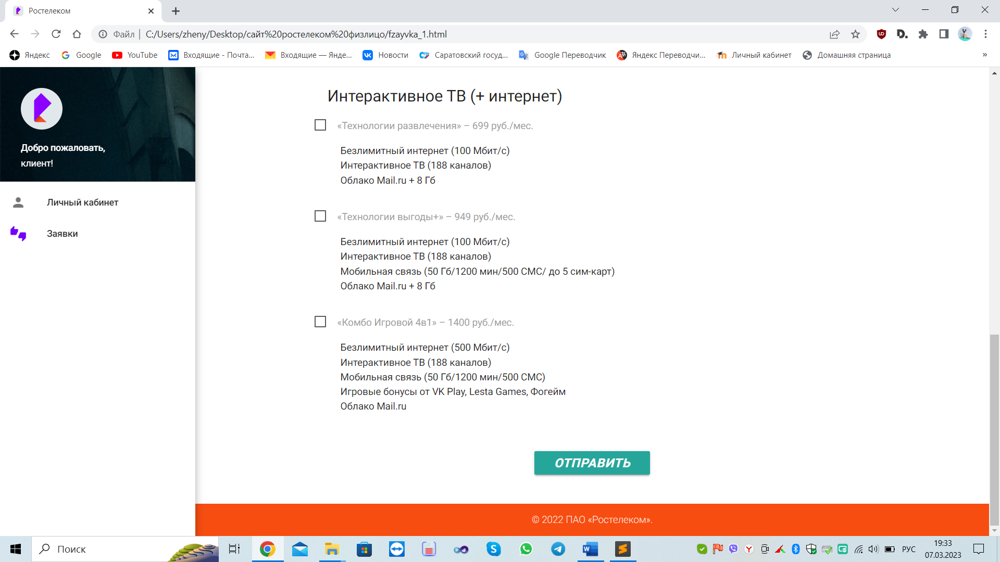 Ростелеком
Файл
C:/Users/zheny/Desktop/сайт%20ростелеком%20физлицо/fzayvka_1.html
Яндекс
Google
YouTube
Входящие - Почта...
Входящие — Янде...
Новости
Саратовский госуд...
Google Переводчик
Яндекс Переводчи...
Личный кабинет
Домашняя страница
»
Добро пожаловать,
клиент!
Личный кабинет
Заявки
Интерактивное ТВ (+ интернет)
«Технологии развлечения» – 699 руб./мес.
Безлимитный интернет (100 Мбит/с)
Интерактивное ТВ (188 каналов)
Облако Mail.ru + 8 Гб
«Технологии выгоды+» – 949 руб./мес.
Безлимитный интернет (100 Мбит/с)
Интерактивное ТВ (188 каналов)
Мобильная связь (50 Гб/1200 мин/500 СМС/ до 5 сим-карт)
Облако Mail.ru + 8 Гб
«Комбо Игровой 4в1» – 1400 руб./мес.
Безлимитный интернет (500 Мбит/с)
Интерактивное ТВ (188 каналов)
Мобильная связь (50 Гб/1200 мин/500 СМС)
Игровые бонусы от VK Play, Lesta Games, Фогейм
Облако Mail.ru
ОТПРАВИТЬ
© 2022 ПАО «Ростелеком».
Поиск
РУС
19:33
07.03.2023